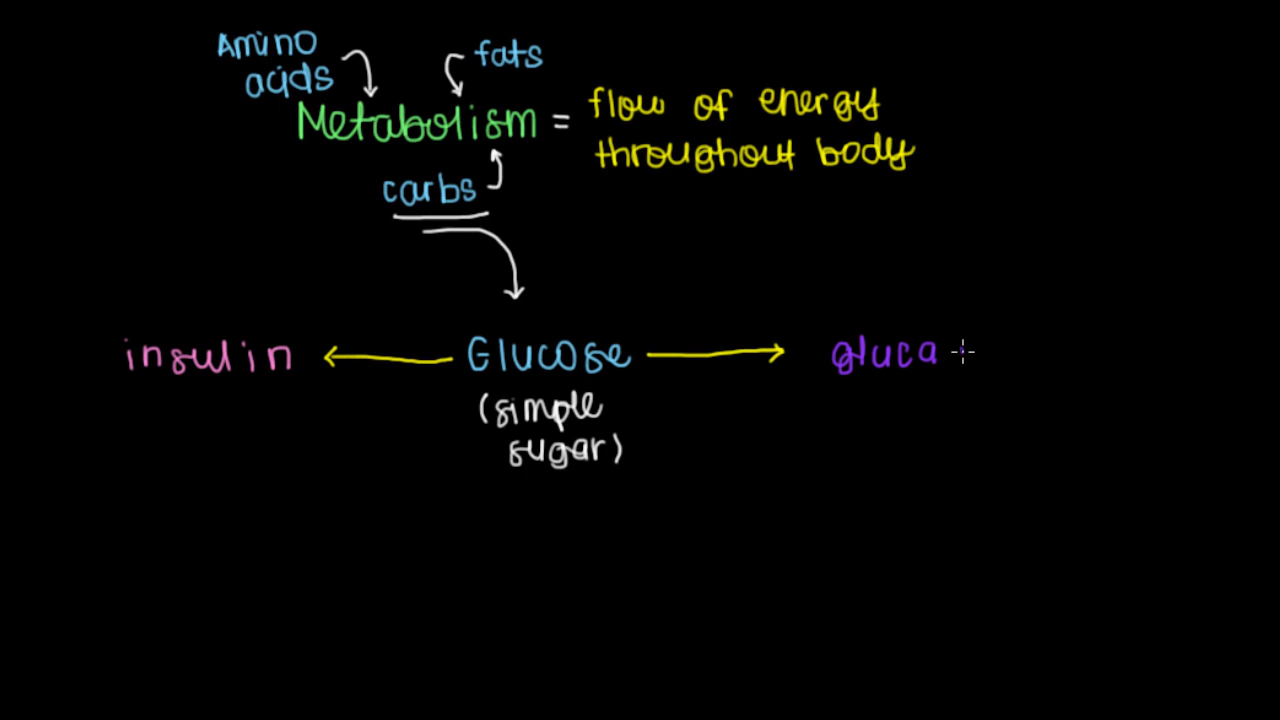 Amino
acids
fats
Metabolism =
flow of energy
throughout body
carbs
insulin
Glucose
gluca
(simple
sugar)